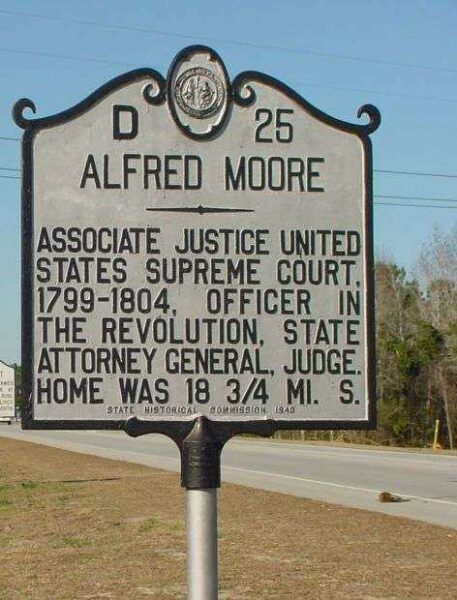 D 25
ALFRED MOORE
ASSOCIATE JUSTICE UNITED
STATES SUPREME COURT,
1799-1804, OFFICER IN
THE REVOLUTION, STATE
ATTORNEY GENERAL, JUDGE.
HOME WAS 18 3/4 MI. S.
STATE HISTORICAL COMMISSION 1940